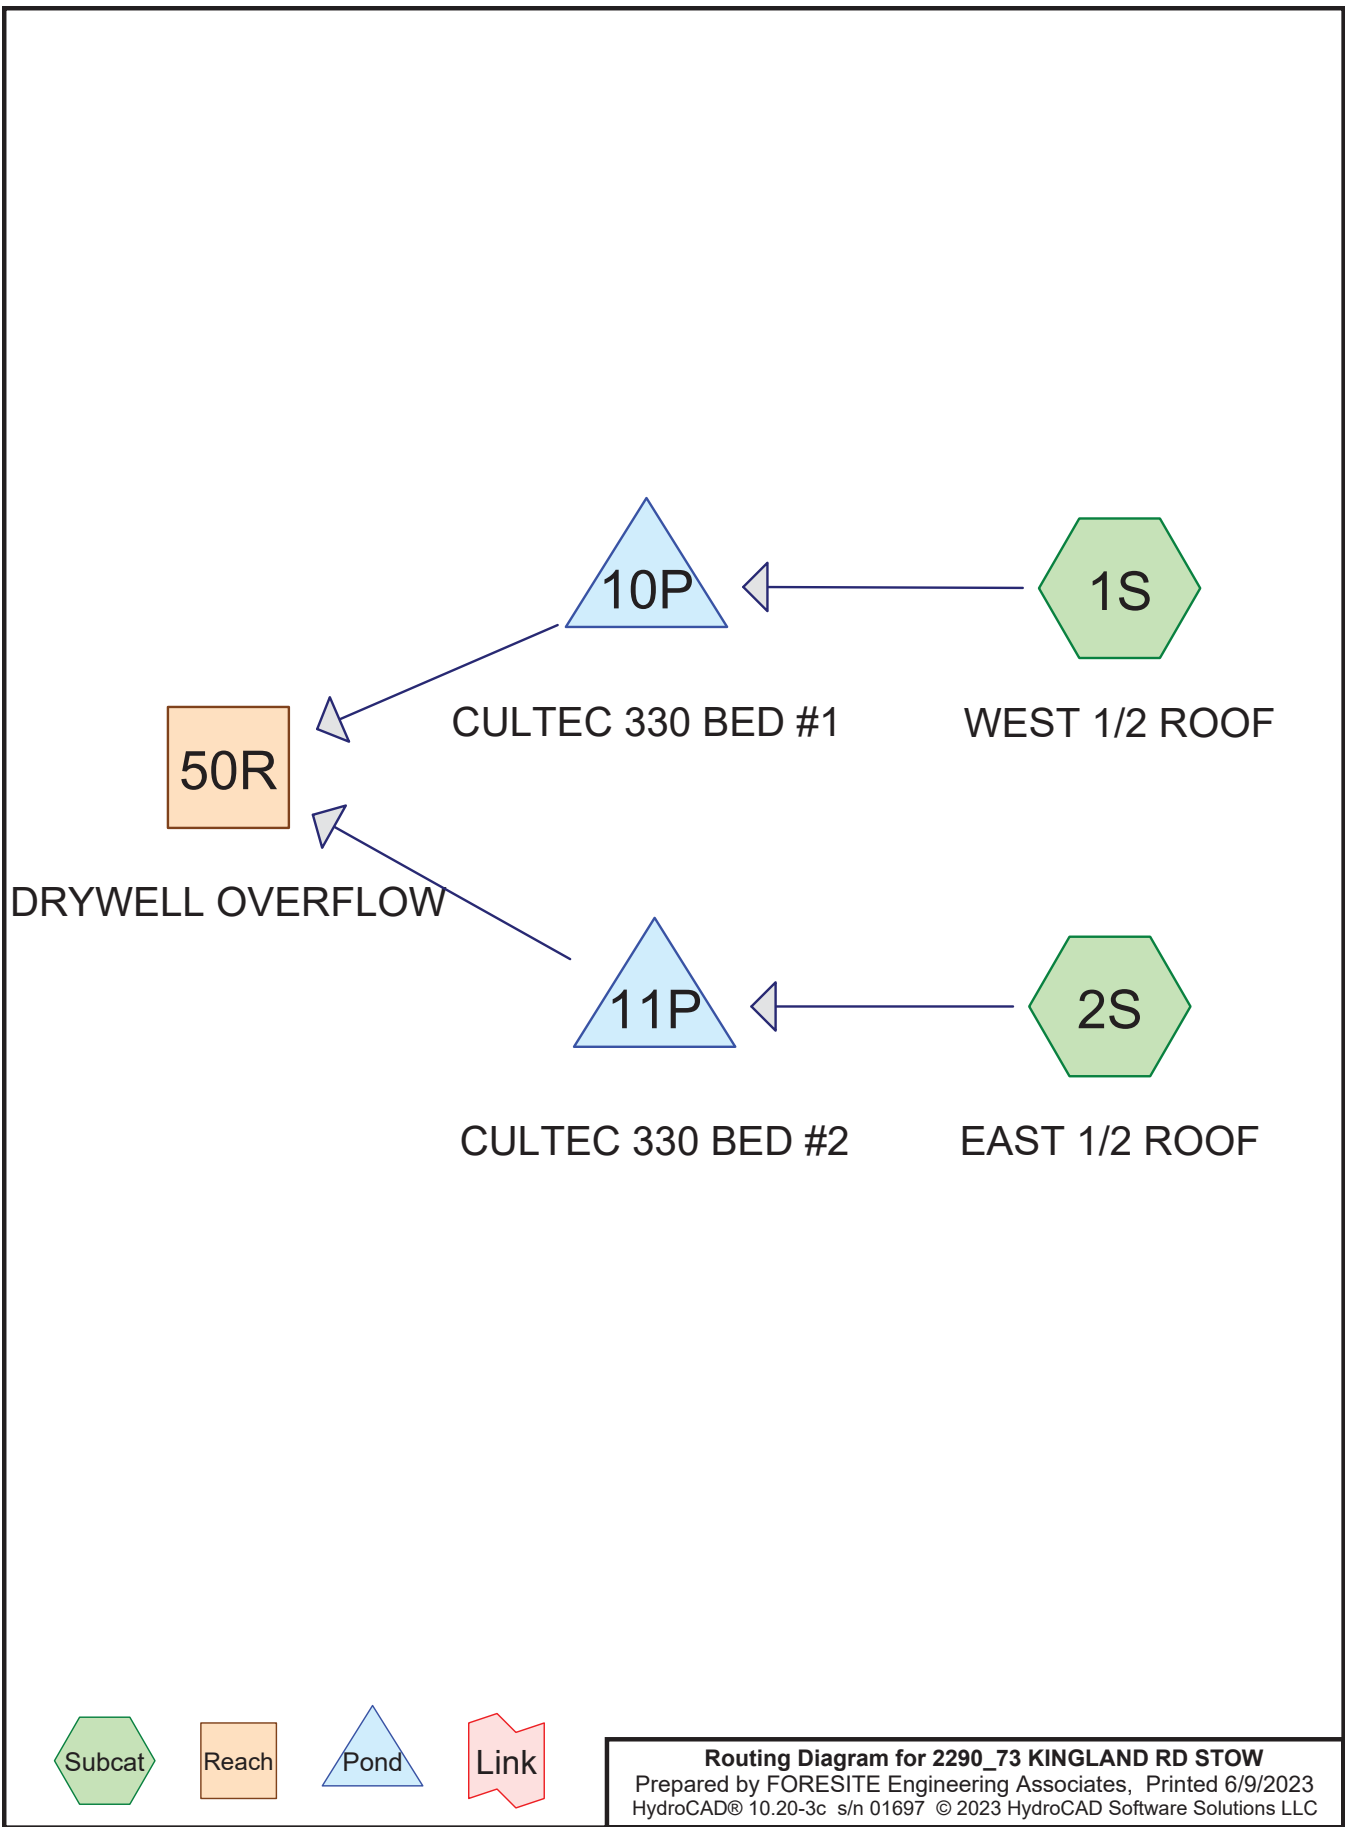 10P
1S
CULTEC 330 BED #1
WEST 1/2 ROOF
50R
DRYWELL OVERFLOW
11P
2S
CULTEC 330 BED #2
EAST 1/2 ROOF
Subcat
Reach
Pond
Link
Routing Diagram for 2290_73 KINGLAND RD STOW
Prepared by FORESITE Engineering Associates, Printed 6/9/2023
HydroCAD® 10.20-3c s/n 01697 © 2023 HydroCAD Software Solutions LLC